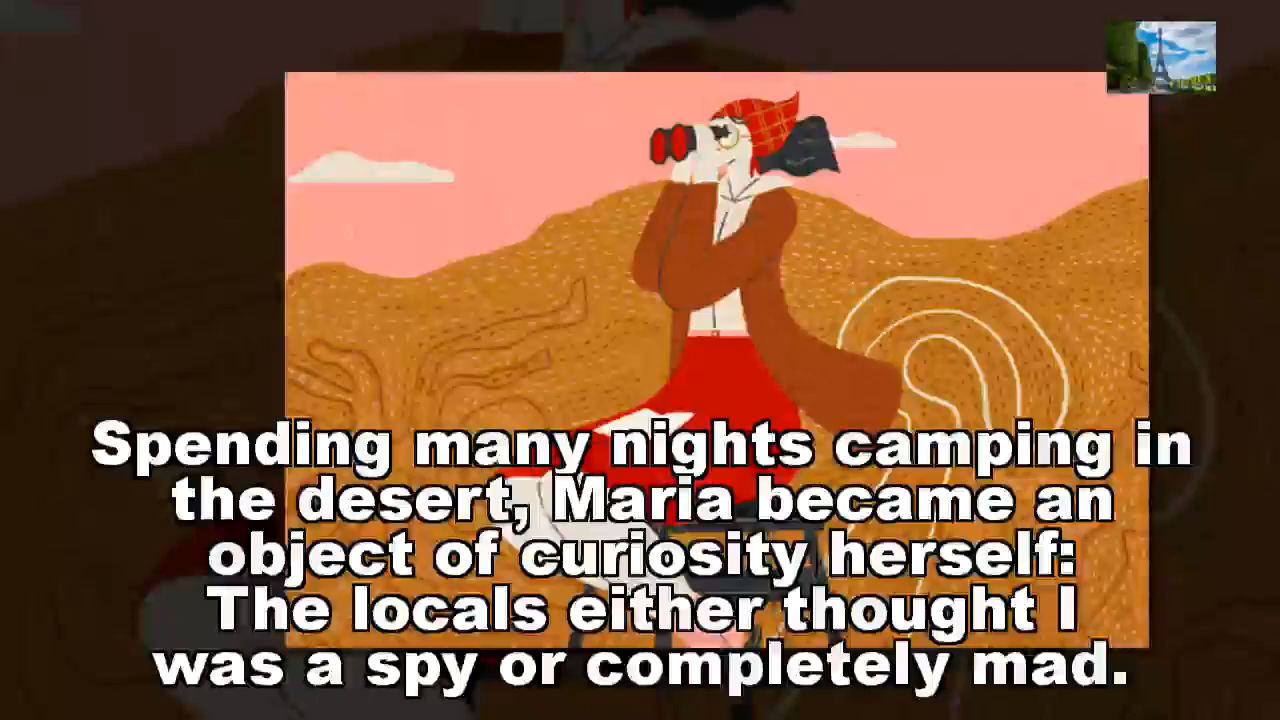 Spending many nights camping in
the desert, Maria became an
object of curiosity herself:
The locals either thought I
was a spy or completely mad.